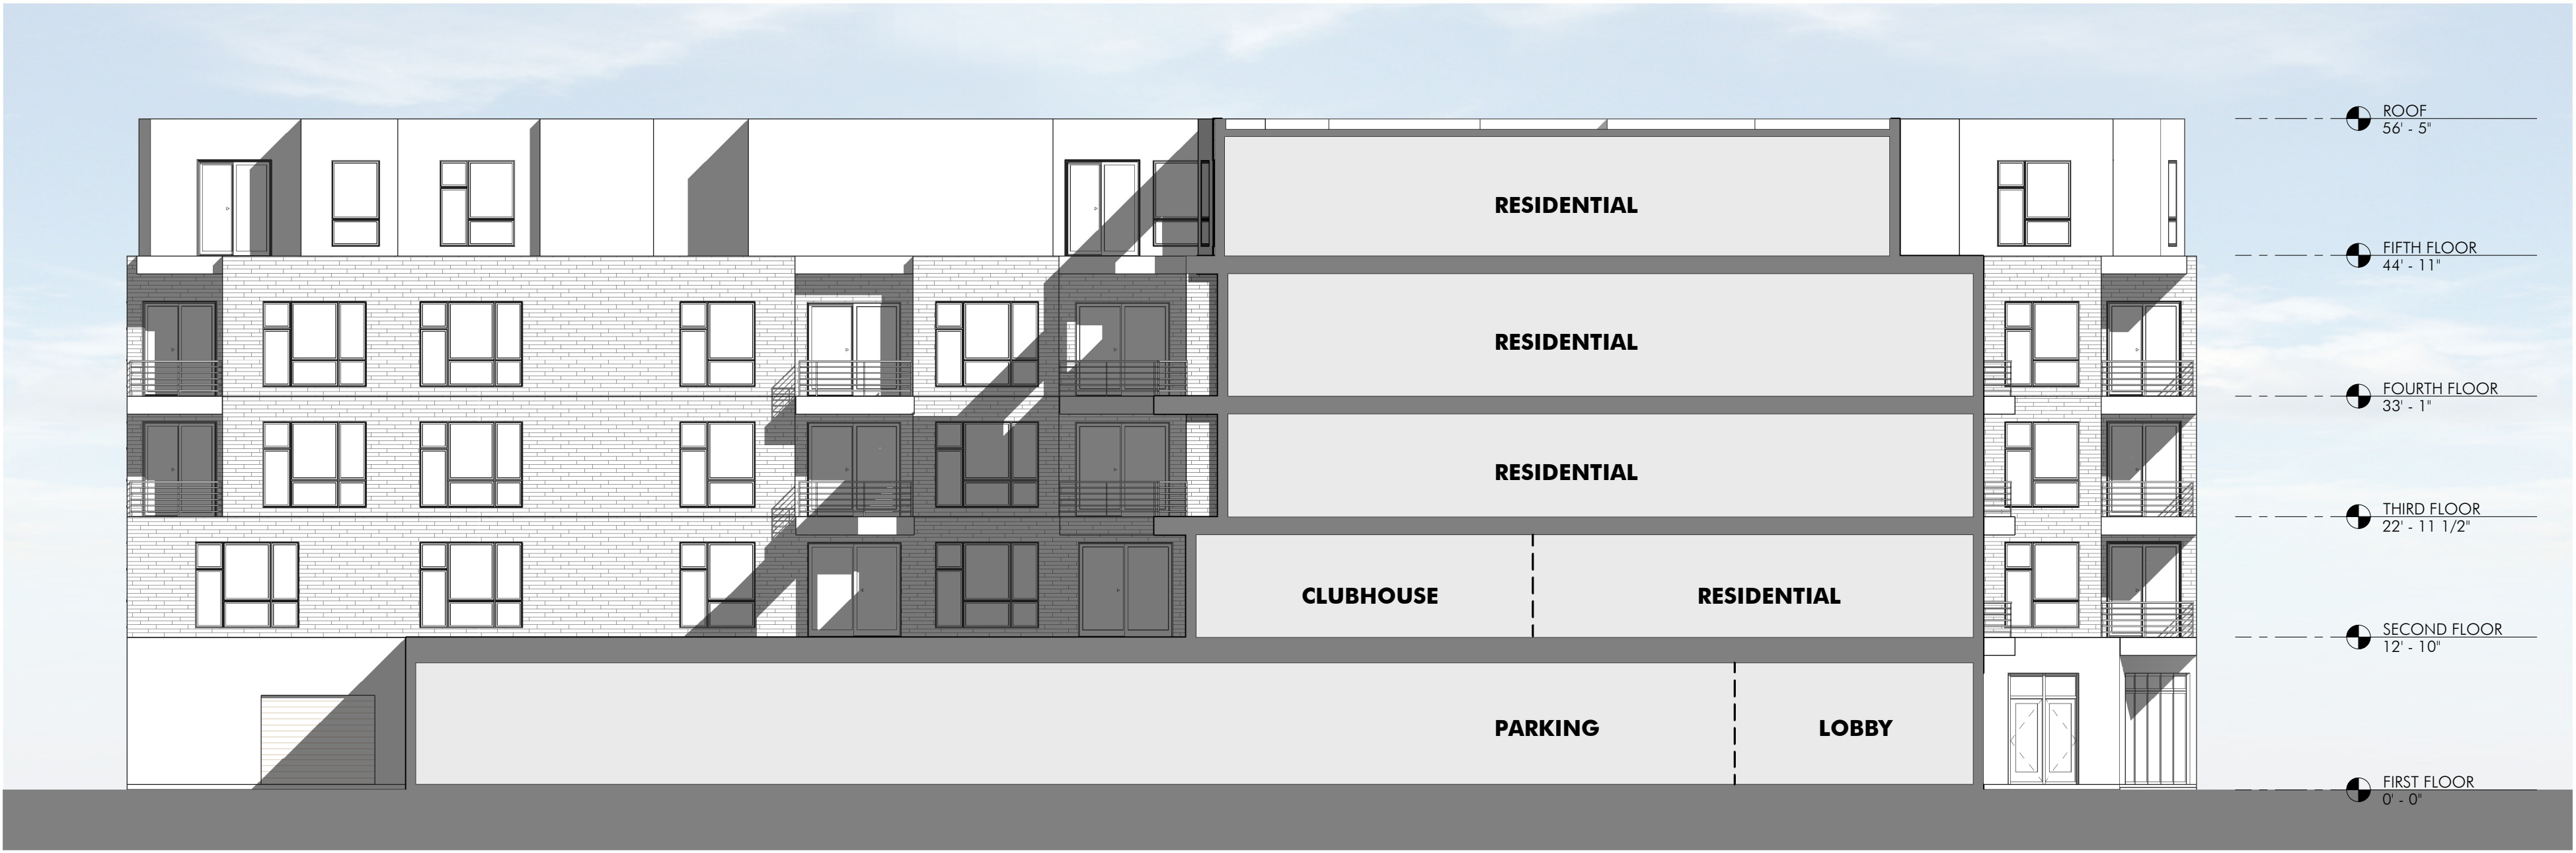 ROOF
56' - 5"
RESIDENTIAL
FIFTH FLOOR
44' - 11"
RESIDENTIAL
FOURTH FLOOR
33' - 1"
RESIDENTIAL
THIRD FLOOR
22' - 11 1/2"
CLUBHOUSE
RESIDENTIAL
SECOND FLOOR
12' - 10"
PARKING
LOBBY
FIRST FLOOR
0' - 0"